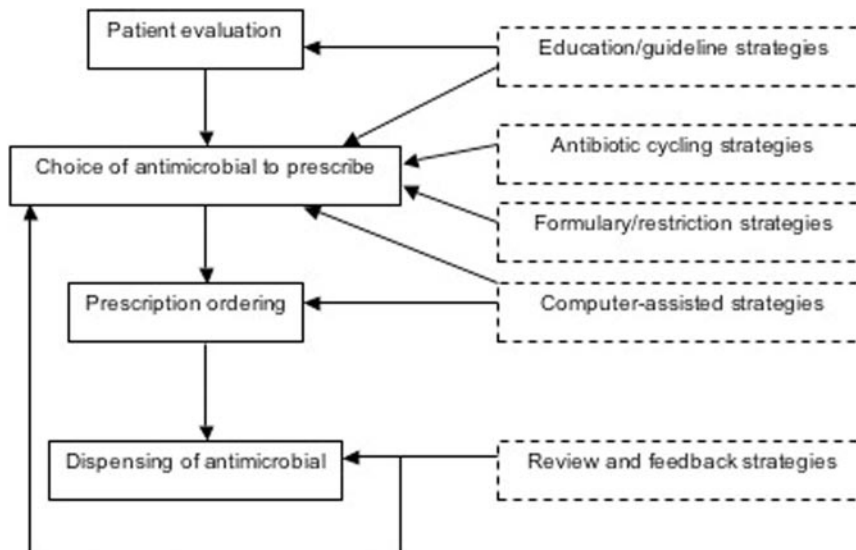 Patient evaluation
Education/guideline strategies
Choice of antimicrobial to prescribe
Antibiotic cycling strategies
Formulary/restriction strategies
Prescription ordering
Computer-assisted strategies
Dispensing of antimicrobial
Review and feedback strategies